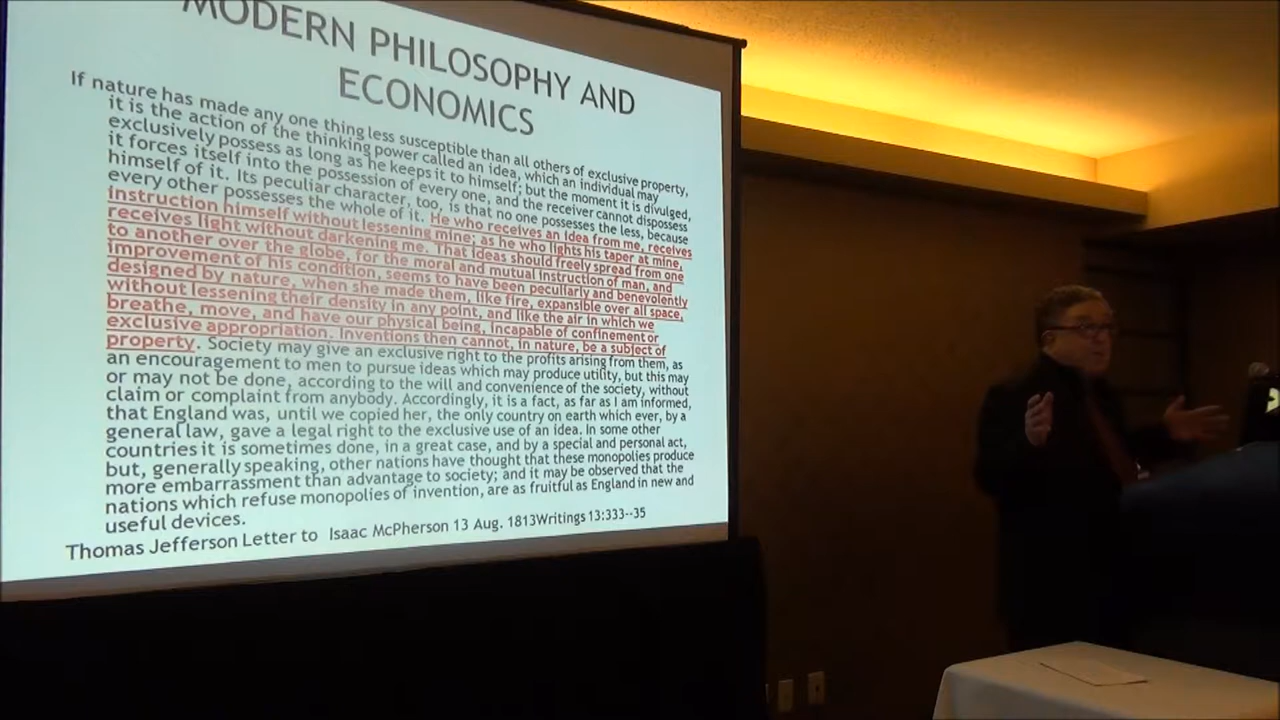 MODERN PHILOSOPHY AND
ECONOMICS
If nature has made any one thing less susceptible than all others of exclusive property,
it is the action of the thinking power called an idea, which an individual may
exclusively possess as long as he keeps it to himself; but the moment it is divulged,
it forces itself into the possession of every one, and the receiver cannot dispossess
himself of it. Its peculiar character, too, is that no one possesses the less, because
every other possesses the whole of it. He who receives an idea from me, receives
instruction himself without lessening mine; as he who lights his taper at mine,
receives light without darkening me. That ideas should freely spread from one
to another over the globe, for the moral and mutual instruction of man, and
improvement of his condition, seems to have been peculiarly and benevolently
designed by nature, when she made them, like fire, expansible over all space,
without lessening their density in any point, and like the air in which we
breathe, move, and have our physical being, incapable of confinement or
exclusive appropriation. Inventions then cannot, in nature, be a subject of
property. Society may give an exclusive right to the profits arising from them, as
an encouragement to men to pursue ideas which may produce utility, but this may
or may not be done, according to the will and convenience of the society, without
claim or complaint from anybody. Accordingly, it is a fact, as far as I am informed,
that England was, until we copied her, the only country on earth which ever, by a
general law, gave a legal right to the exclusive use of an idea. In some other
countries it is sometimes done, in a great case, and by a special and personal act,
but, generally speaking, other nations have thought that these monopolies produce
more embarrassment than advantage to society; and it may be observed that the
nations which refuse monopolies of invention, are as fruitful as England in new and
useful devices.
Thomas Jefferson Letter to Isaac McPherson 13 Aug. 1813Writings 13:333--35